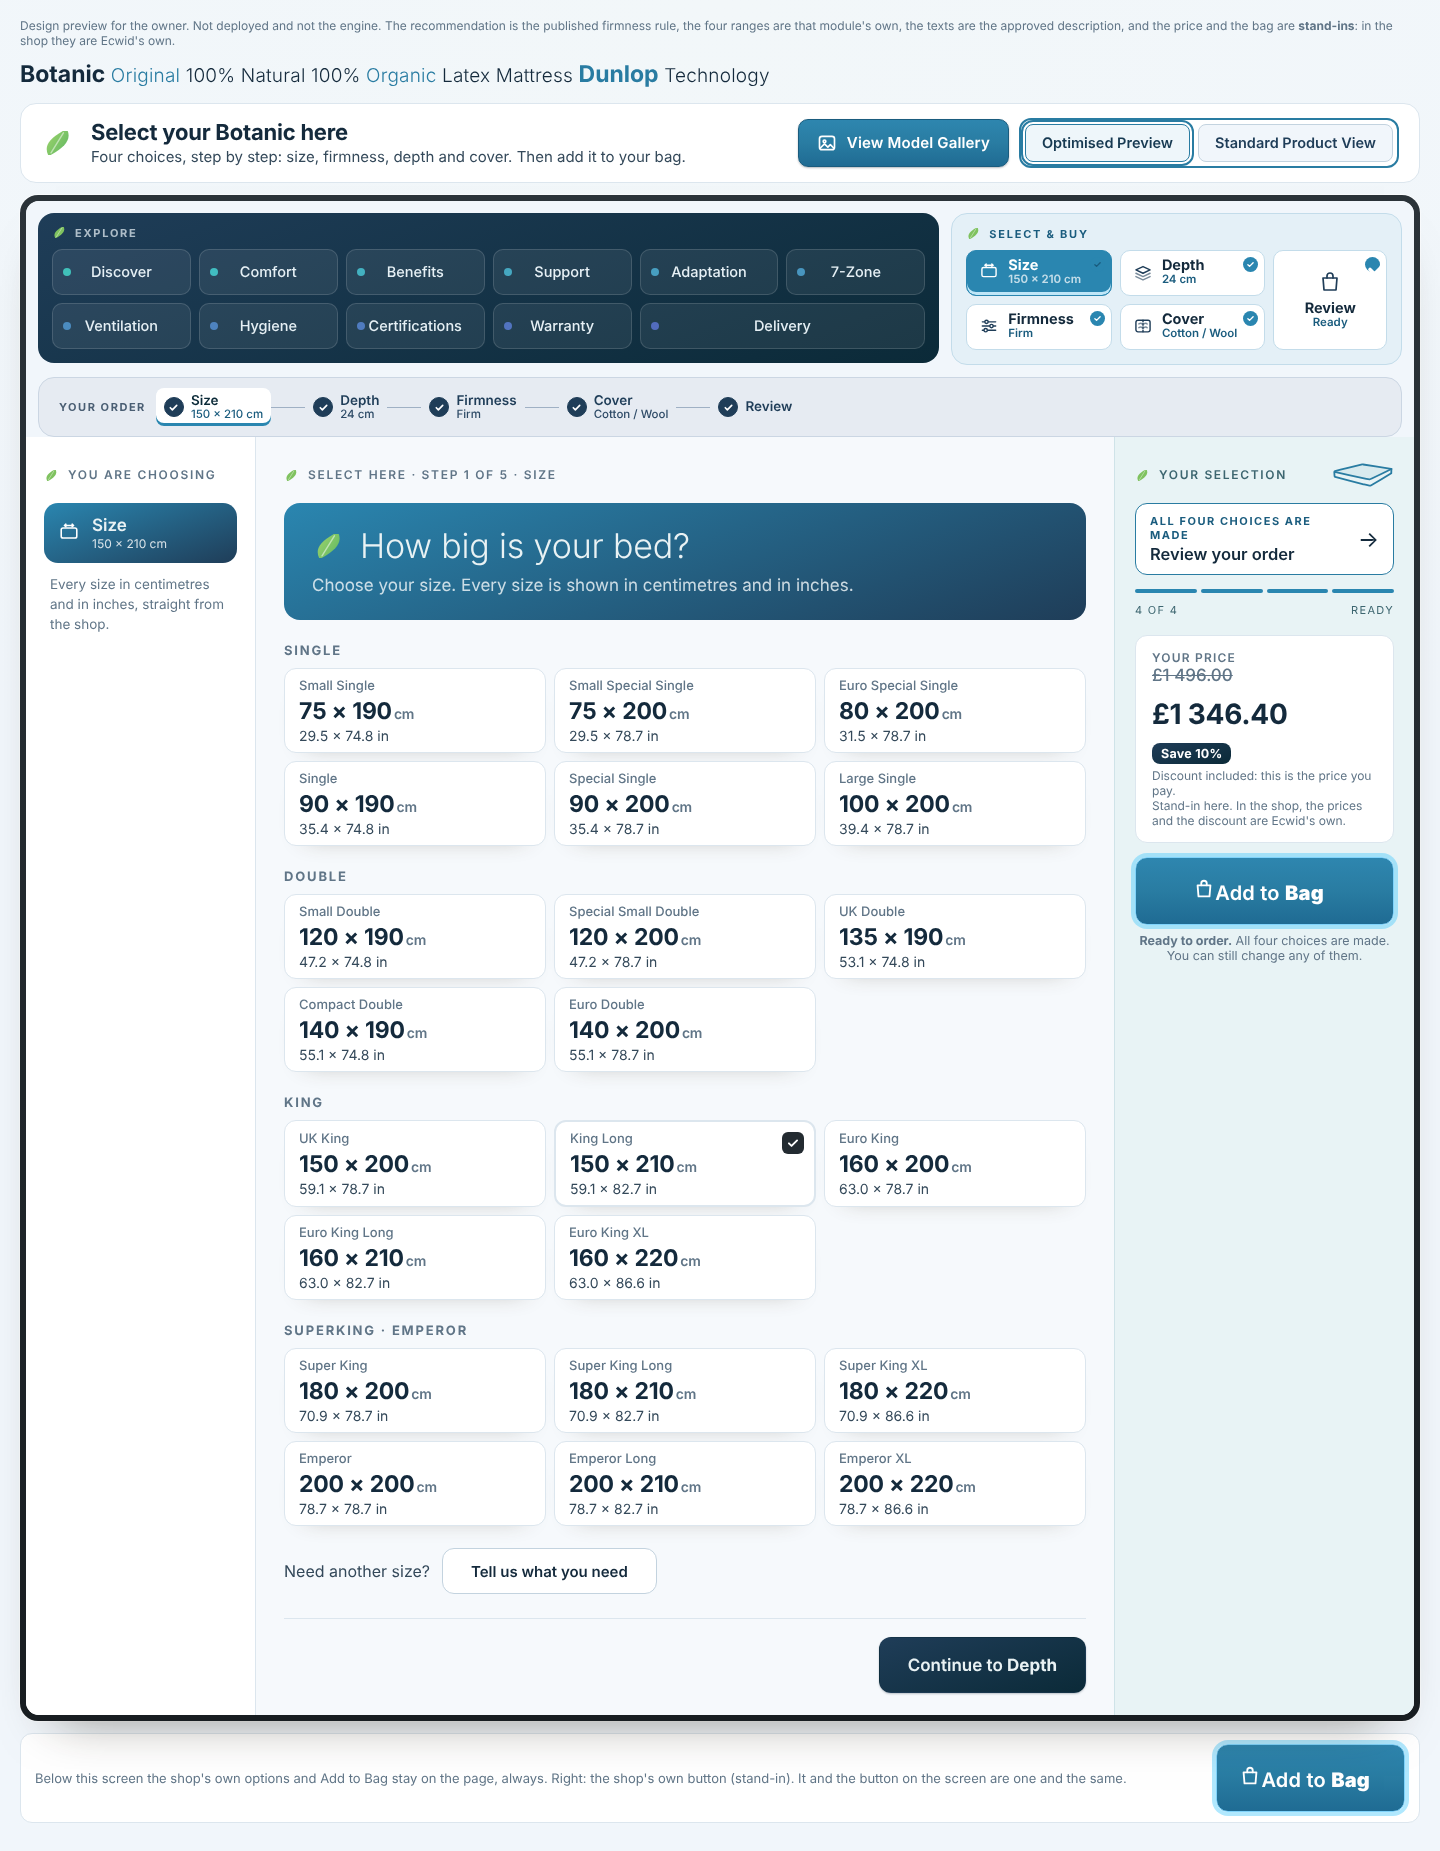 Design preview for the owner. Not deployed and not the engine. The recommendation is the published firmness rule, the four ranges are that module's own, the texts are the approved description, and the price and the bag are stand-ins: in the
shop they are Ecwid's own.
Botanic Original 100% Natural 100% Organic Latex Mattress Dunlop Technology
Select your Botanic here
Four choices, step by step: size, firmness, depth and cover. Then add it to your bag.
View Model Gallery
Optimised Preview
Standard Product View
EXPLORE
Discover
Comfort
Benefits
Support
Adaptation
7-Zone
Ventilation
Hygiene
Certifications
Warranty
Delivery
SELECT & BUY
Size
150 × 210 cm
Depth
24 cm
Firmness
Firm
Cover
Cotton / Wool
Review
Ready
YOUR ORDER
Size
150 × 210 cm
Depth
24 cm
Firmness
Firm
Cover
Cotton / Wool
Review
YOU ARE CHOOSING
Size
150 × 210 cm
Every size in centimetres
and in inches, straight from
the shop.
SELECT HERE · STEP 1 OF 5 · SIZE
How big is your bed?
Choose your size. Every size is shown in centimetres and in inches.
SINGLE
Small Single
75 × 190 cm
29.5 × 74.8 in
Small Special Single
75 × 200 cm
29.5 × 78.7 in
Euro Special Single
80 × 200 cm
31.5 × 78.7 in
Single
90 × 190 cm
35.4 × 74.8 in
Special Single
90 × 200 cm
35.4 × 78.7 in
Large Single
100 × 200 cm
39.4 × 78.7 in
DOUBLE
Small Double
120 × 190 cm
47.2 × 74.8 in
Special Small Double
120 × 200 cm
47.2 × 78.7 in
UK Double
135 × 190 cm
53.1 × 74.8 in
Compact Double
140 × 190 cm
55.1 × 74.8 in
Euro Double
140 × 200 cm
55.1 × 78.7 in
KING
UK King
150 × 200 cm
59.1 × 78.7 in
King Long
150 × 210 cm
59.1 × 82.7 in
Euro King
160 × 200 cm
63.0 × 78.7 in
Euro King Long
160 × 210 cm
63.0 × 82.7 in
Euro King XL
160 × 220 cm
63.0 × 86.6 in
SUPERKING · EMPEROR
Super King
180 × 200 cm
70.9 × 78.7 in
Super King Long
180 × 210 cm
70.9 × 82.7 in
Super King XL
180 × 220 cm
70.9 × 86.6 in
Emperor
200 × 200 cm
78.7 × 78.7 in
Emperor Long
200 × 210 cm
78.7 × 82.7 in
Emperor XL
200 × 220 cm
78.7 × 86.6 in
Need another size?
Tell us what you need
Continue to Depth
YOUR SELECTION
ALL FOUR CHOICES ARE
MADE
Review your order
4 OF 4
READY
YOUR PRICE
£1 496.00
£1 346.40
Save 10%
Discount included: this is the price you
pay.
Stand-in here. In the shop, the prices
and the discount are Ecwid's own.
Add to Bag
Ready to order. All four choices are made.
You can still change any of them.
Below this screen the shop's own options and Add to Bag stay on the page, always. Right: the shop's own button (stand-in). It and the button on the screen are one and the same.
Add to Bag